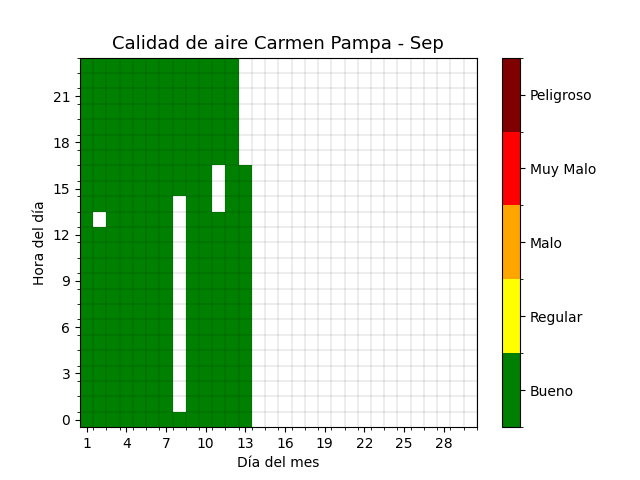 Calidad de aire Carmen Pampa - Sep
Hora del día
21
18
15
12
9
6
3
0
1 4 7 10 13 16 19 22 25 28
Día del mes
Peligroso
Muy Malo
Malo
Regular
Bueno